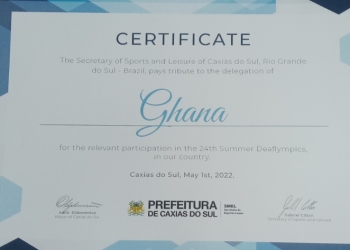 CERTIFICATE
The Secretary of Sports and Leisure of Caxias do Sul, Rio Grande
do Sul - Brazil, pays tribute to the delegation of
Ghana
for the relevant participation in the 24th Summer Deaflympics,
in our country.
Caxias do Sul, May 1st, 2022.
PREFEITURA
DE CAXIAS DO SUL
SMEL